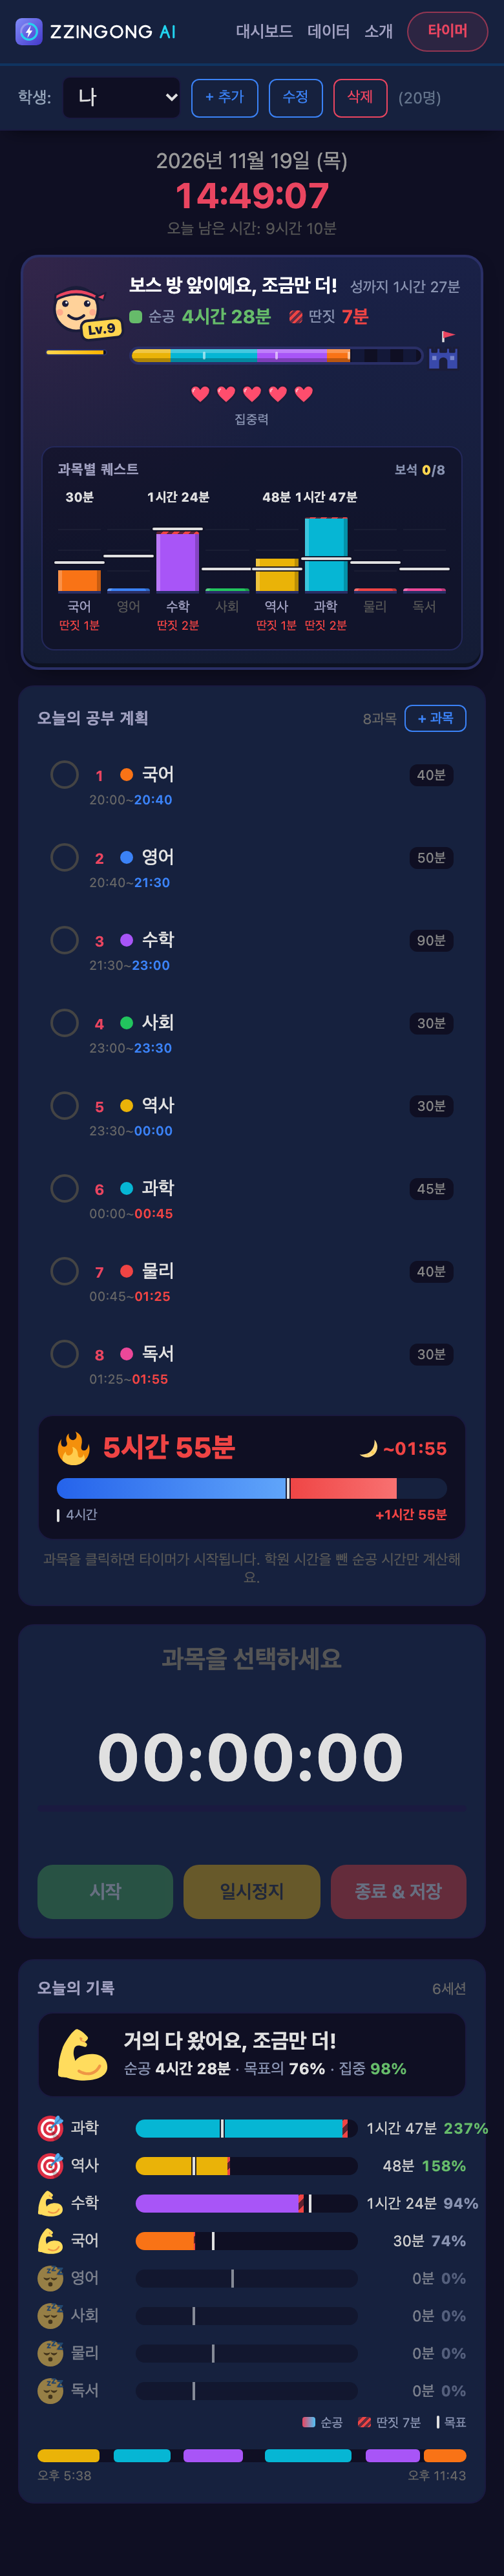 ZZINGONG AI 대시보드 데이터 소개 타이머
학생: 나 + 추가 수정 삭제 (20명)
2026년 11월 19일 (목)
14:49:07
오늘 남은 시간: 9시간 10분
보스 방 앞이에요, 조금만 더! 성까지 1시간 27분
순공 4시간 28분 딴짓 7분
Lv.9
집중력
과목별 퀘스트 보석 0/8
30분 1시간 24분 48분 1시간 47분
국어 영어 수학 사회 역사 과학 물리 독서
딴짓 1분 딴짓 2분 딴짓 1분 딴짓 2분
오늘의 공부 계획 8과목 + 과목
1 국어 40분
20:00~20:40
2 영어 50분
20:40~21:30
3 수학 90분
21:30~23:00
4 사회 30분
23:00~23:30
5 역사 30분
23:30~00:00
6 과학 45분
00:00~00:45
7 물리 40분
00:45~01:25
8 독서 30분
01:25~01:55
5시간 55분 ~01:55
4시간 +1시간 55분
과목을 클릭하면 타이머가 시작됩니다. 학원 시간을 뺀 순공 시간만 계산해
요.
과목을 선택하세요
00:00:00
시작 일시정지 종료 & 저장
오늘의 기록 6세션
거의 다 왔어요, 조금만 더!
순공 4시간 28분 · 목표의 76% · 집중 98%
과학 1시간 47분 237%
역사 48분 158%
수학 1시간 24분 94%
국어 30분 74%
영어 0분 0%
사회 0분 0%
물리 0분 0%
독서 0분 0%
순공 딴짓 7분 목표
오후 5:38 오후 11:43